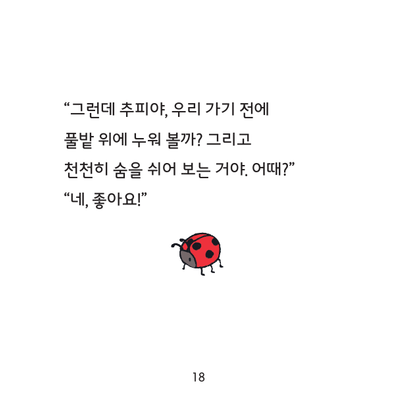 “그런데 추피야, 우리 가기 전에
풀밭 위에 누워 볼까? 그리고
천천히 숨을 쉬어 보는 거야. 어때?”
“네, 좋아요!”
18